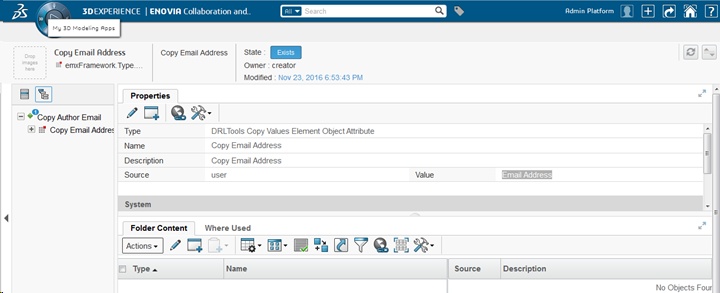 3DEXPERIENCE | ENOVIA Collaboration and..
All
Search
Admin Platform
My 3D Modeling Apps
Drop images here
Copy Email Address
emxFramework.Type....
Copy Email Address
State : Exists
Owner : creator
Modified : Nov 23, 2016 6:53:43 PM
Copy Author Email
Copy Email Addres
Properties
Type DRLTools Copy Values Element Object Attribute
Name Copy Email Address
Description Copy Email Address
Source user Value Email Address
System
Folder Content Where Used
Actions
Type Name Source Description
No Objects Foun